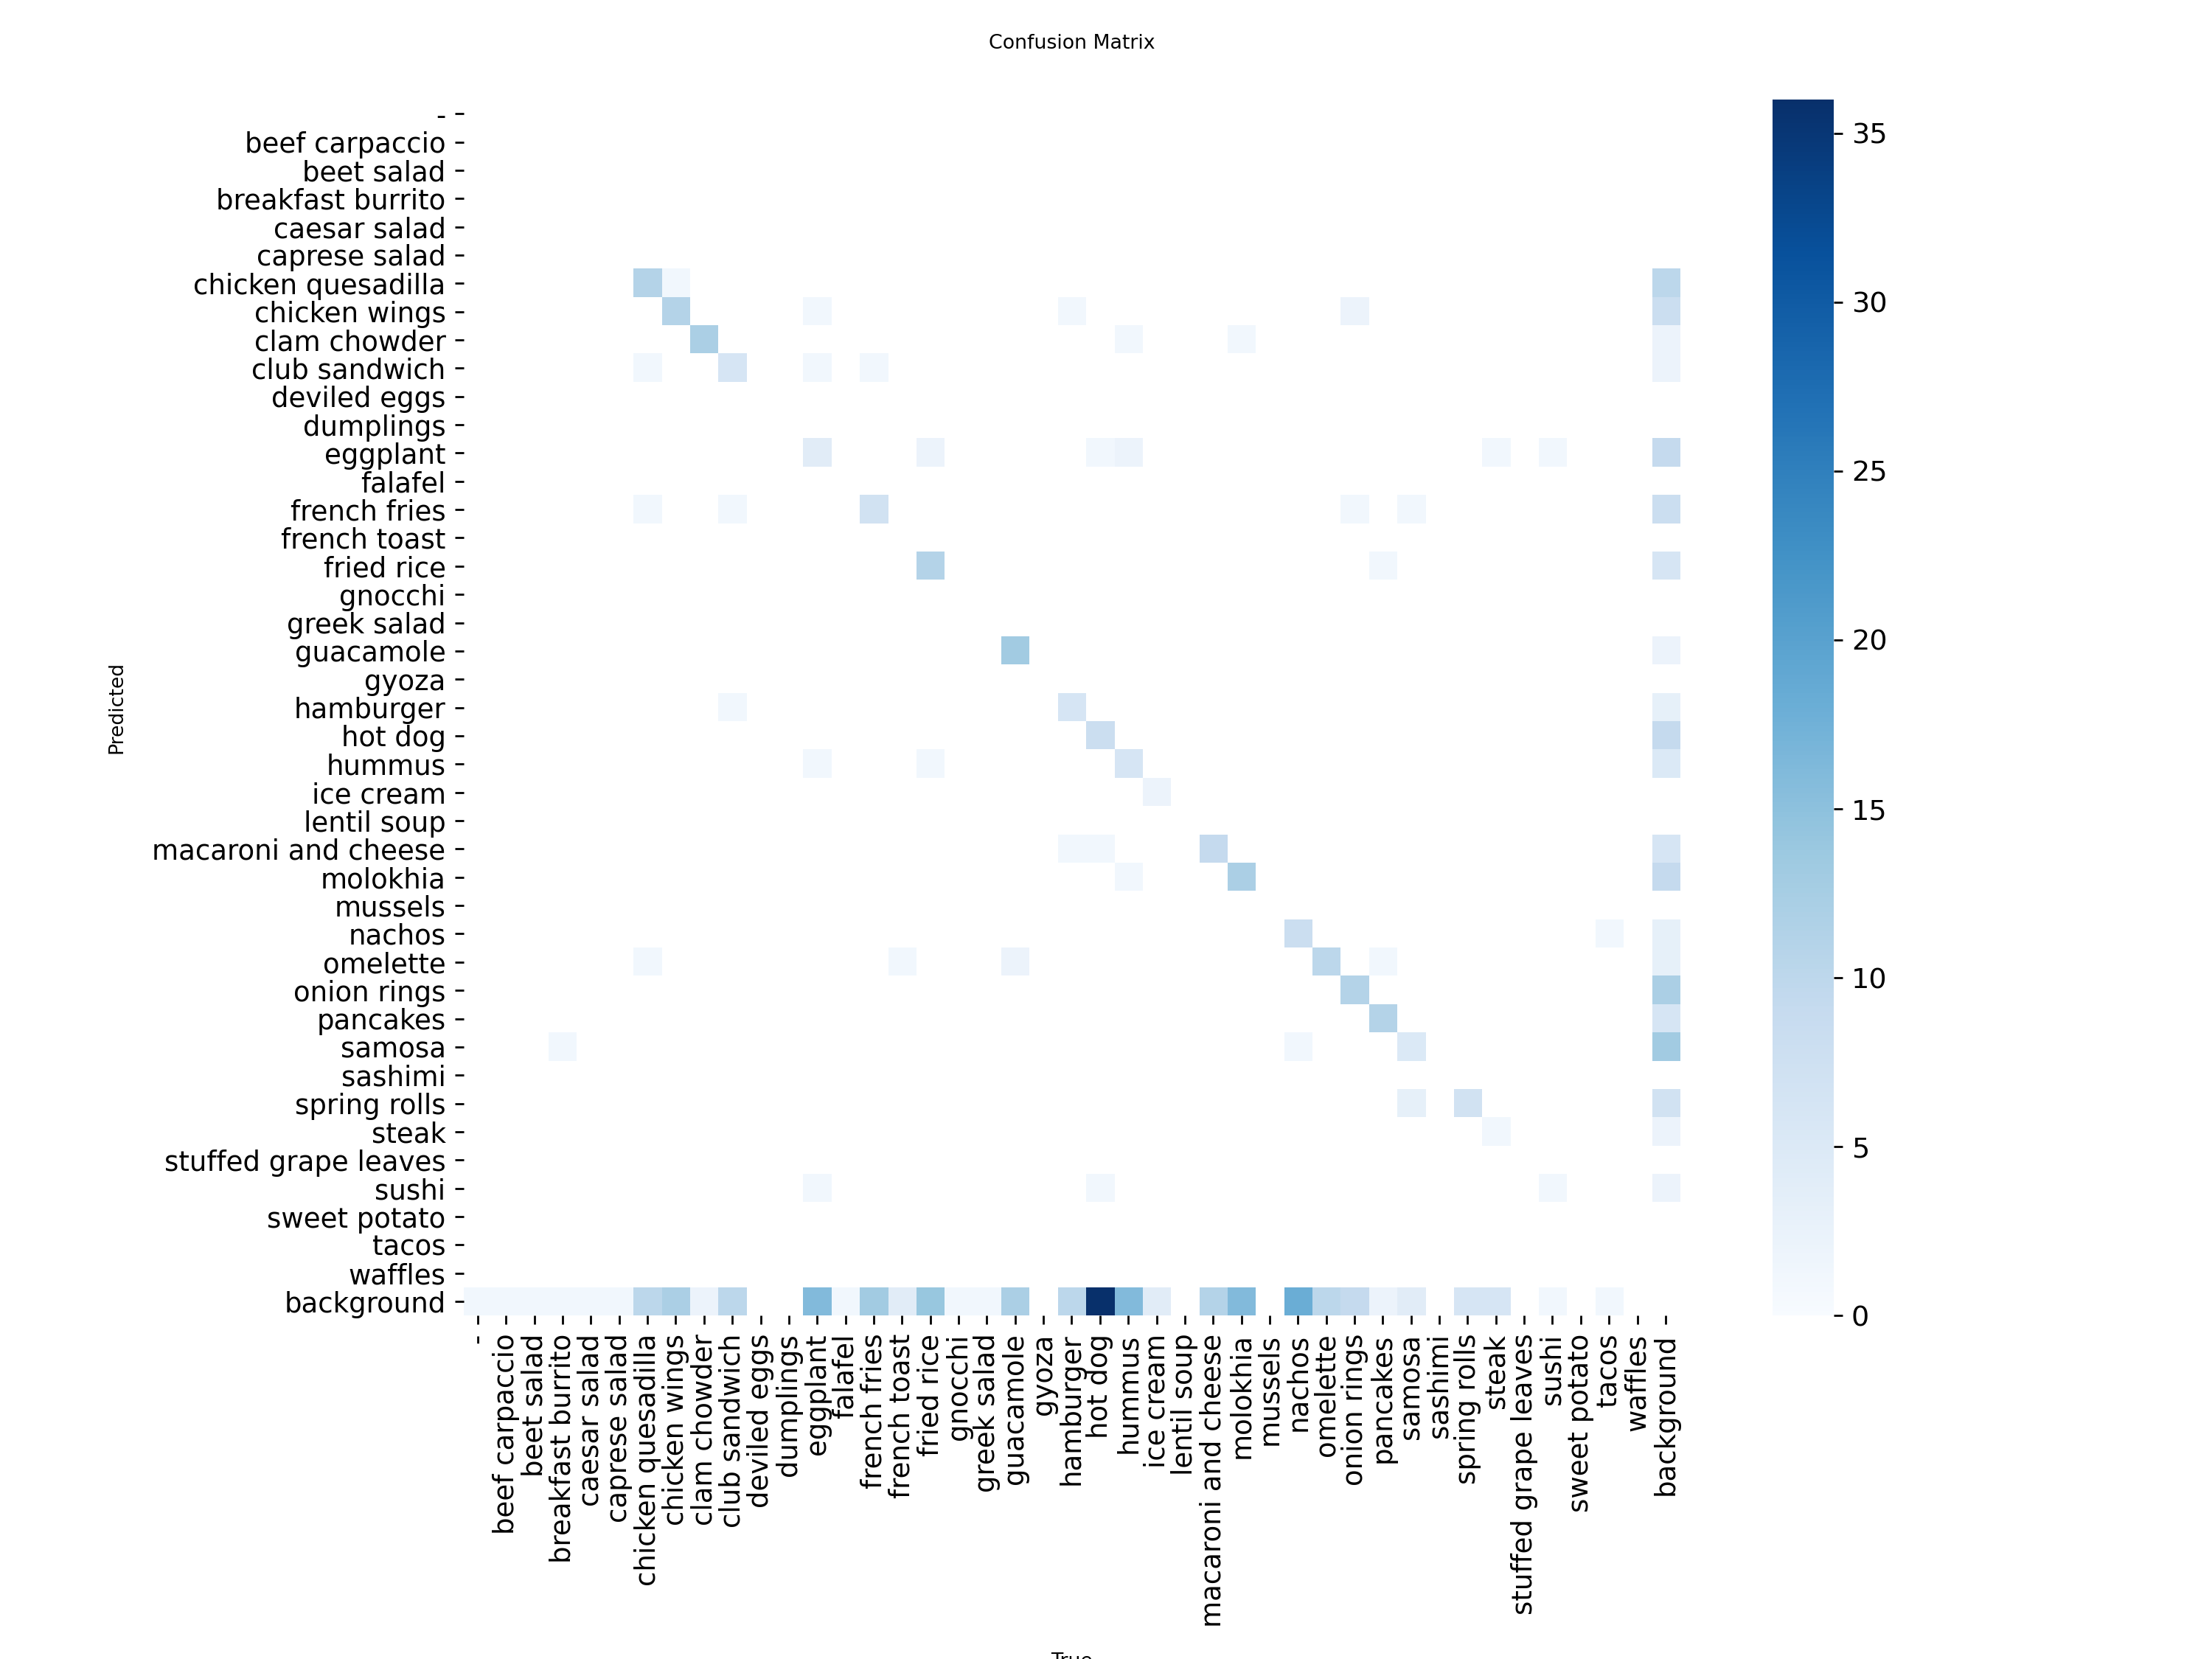 Confusion Matrix
-
beef carpaccio
beet salad
breakfast burrito
caesar salad
caprese salad
chicken quesadilla
chicken wings
clam chowder
club sandwich
deviled eggs
dumplings
eggplant
falafel
french fries
french toast
fried rice
gnocchi
greek salad
guacamole
gyoza
hamburger
hot dog
hummus
ice cream
lentil soup
macaroni and cheese
molokhia
mussels
nachos
omelette
onion rings
pancakes
samosa
sashimi
spring rolls
steak
stuffed grape leaves
sushi
sweet potato
tacos
waffles
background
Predicted
-
beef carpaccio
beet salad
breakfast burrito
caesar salad
caprese salad
chicken quesadilla
chicken wings
clam chowder
club sandwich
deviled eggs
dumplings
eggplant
falafel
french fries
french toast
fried rice
gnocchi
greek salad
guacamole
gyoza
hamburger
hot dog
hummus
ice cream
lentil soup
macaroni and cheese
molokhia
mussels
nachos
omelette
onion rings
pancakes
samosa
sashimi
spring rolls
steak
stuffed grape leaves
sushi
sweet potato
tacos
waffles
background
True
35
30
25
20
15
10
5
0